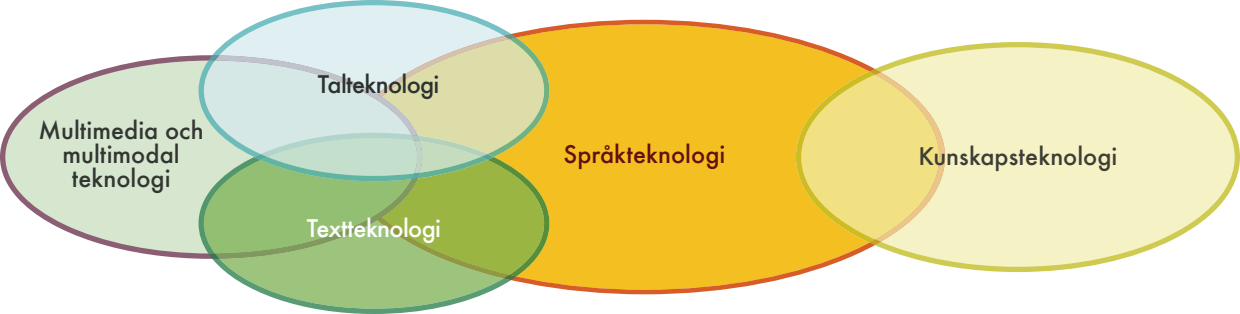 Talteknologi
Multimedia och
multimodal
teknologi
Språkteknologi
Kunskapsteknologi
Textteknologi